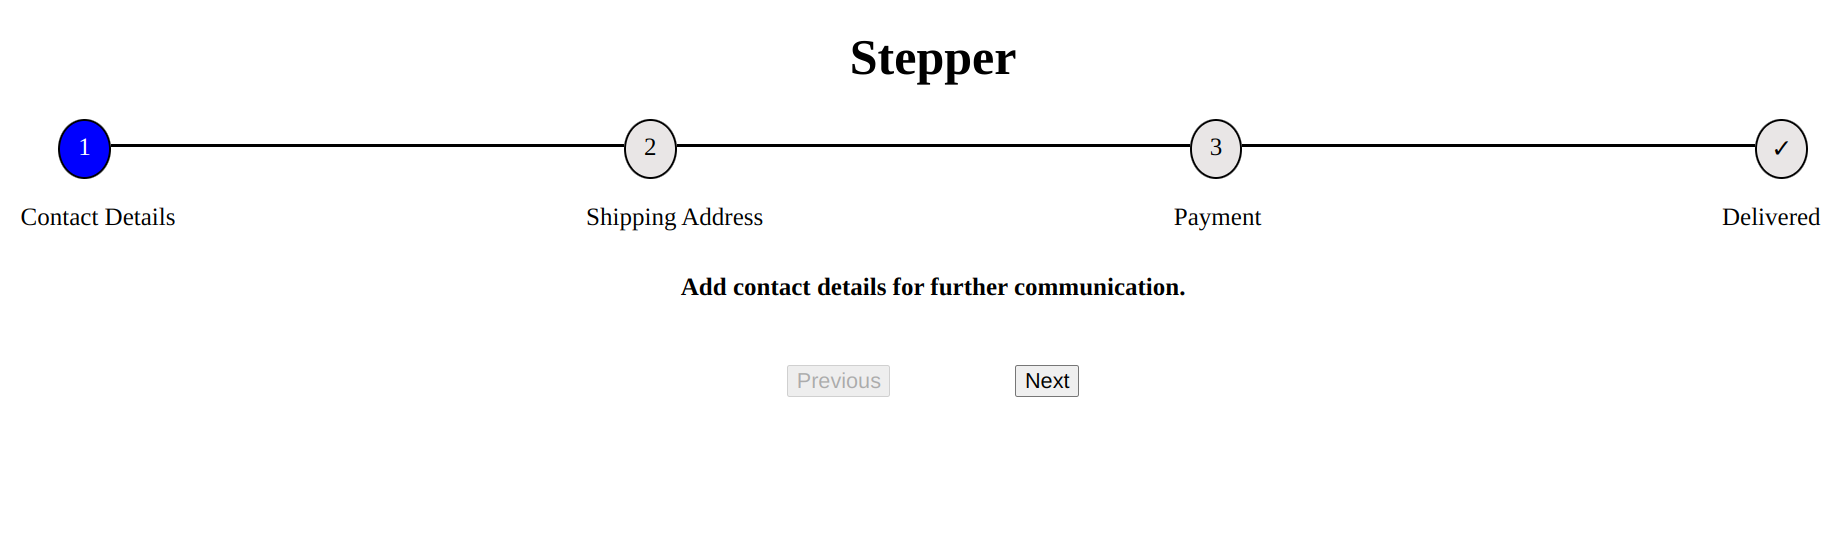 Stepper
1 2 3 ✓
Contact Details Shipping Address Payment Delivered
Add contact details for further communication.
Previous Next